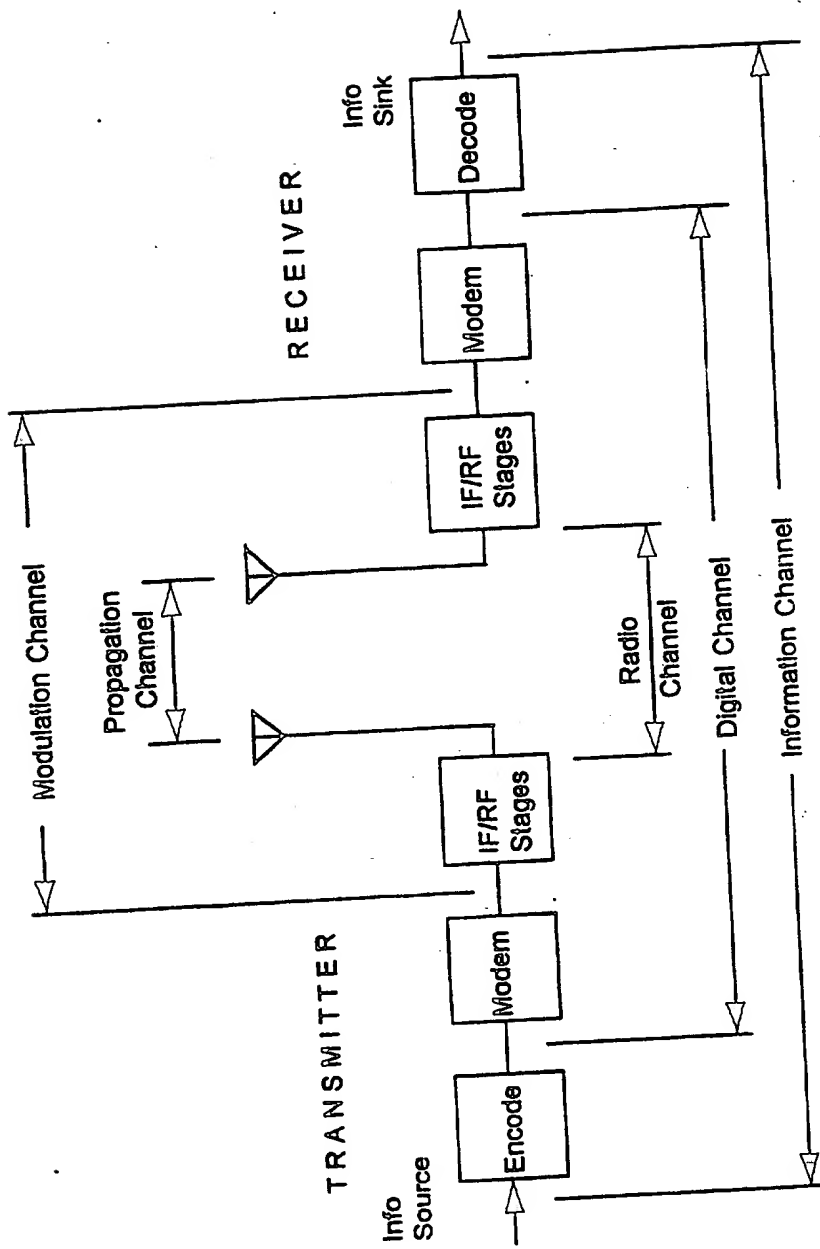 Modulation Channel
Propagation
Channel
TRANSMITTER
RECEIVER
Info
Source
Encode
Modem
IF/RF
Stages
IF/RF
Stages
Modem
Decode
Info
Sink
Radio
Channel
Digital Channel
Information Channel